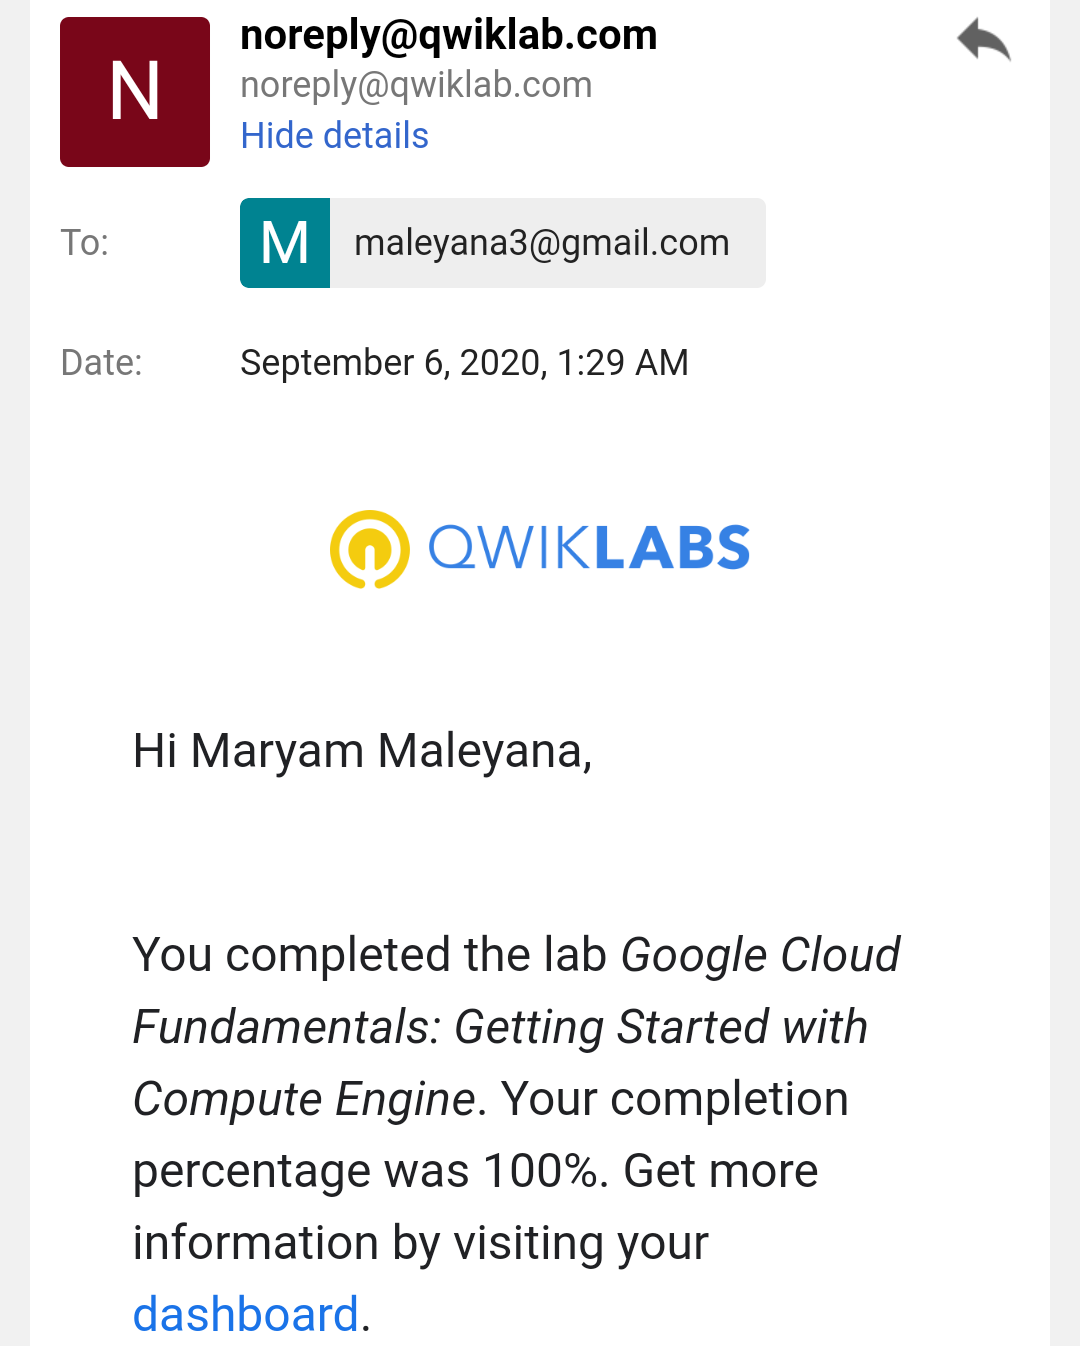 N
noreply@qwiklab.com
noreply@qwiklab.com
Hide details
To:
M maleyana3@gmail.com
Date:
September 6, 2020, 1:29 AM
QWIKLABS
Hi Maryam Maleyana,
You completed the lab Google Cloud
Fundamentals: Getting Started with
Compute Engine. Your completion
percentage was 100%. Get more
information by visiting your
dashboard.